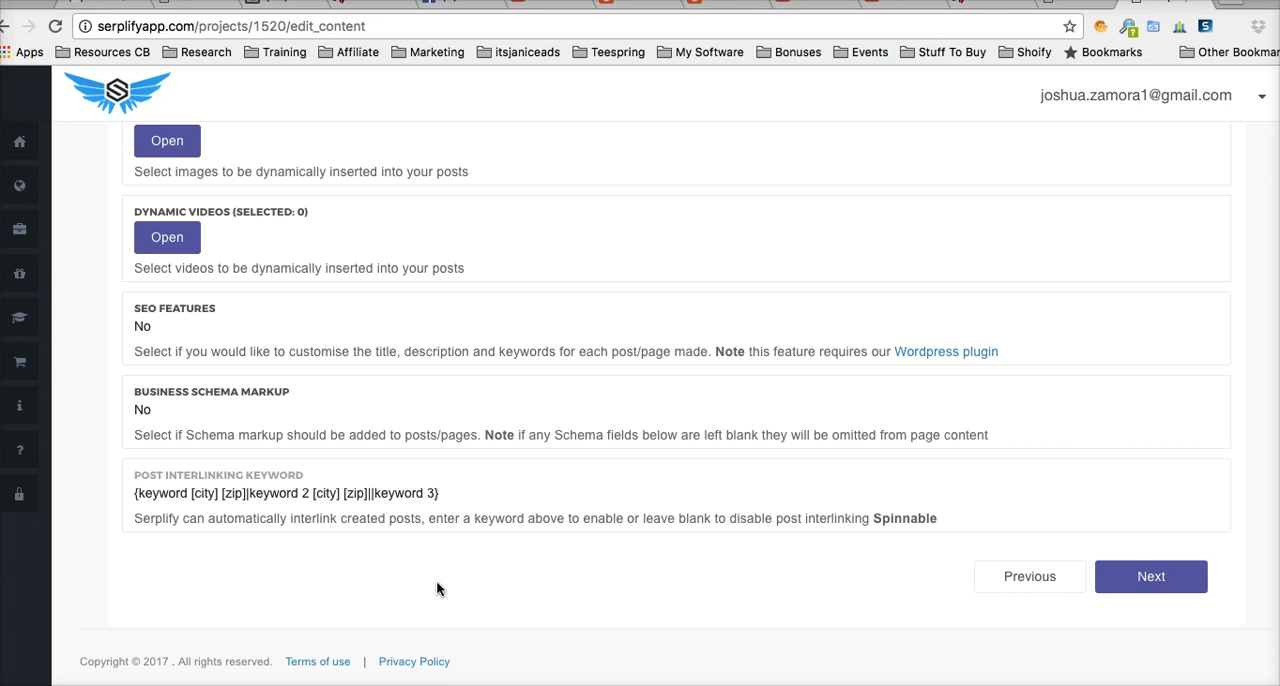 serplifyapp.com/projects/1520/edit_content
Apps Resources CB Research Training Affiliate Marketing itsjaniceads Teespring My Software Bonuses Events Stuff To Buy Shoify Bookmarks Other Bookmar
joshua.zamora1@gmail.com
Open
Select images to be dynamically inserted into your posts
DYNAMIC VIDEOS (SELECTED: 0)
Open
Select videos to be dynamically inserted into your posts
SEO FEATURES
No
Select if you would like to customise the title, description and keywords for each post/page made. Note this feature requires our Wordpress plugin
BUSINESS SCHEMA MARKUP
No
Select if Schema markup should be added to posts/pages. Note if any Schema fields below are left blank they will be omitted from page content
POST INTERLINKING KEYWORD
{keyword [city] [zip]|keyword 2 [city] [zip]||keyword 3}
Serplify can automatically interlink created posts, enter a keyword above to enable or leave blank to disable post interlinking Spinnable
Previous Next
Copyright © 2017 . All rights reserved. Terms of use | Privacy Policy